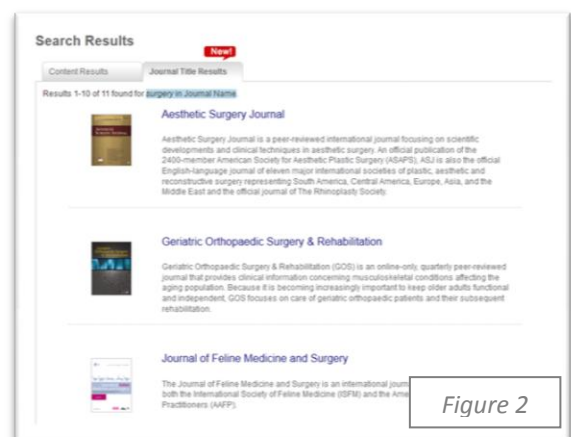 Search Results
New!
Content Results
Journal Title Results
Results 1-10 of 11 found for surgery in Journal Name
Aesthetic Surgery Journal
Aesthetic Surgery Journal is a peer-reviewed international journal focusing on scientific
developments and clinical techniques in aesthetic surgery. An official publication of the
2400-member American Society for Aesthetic Plastic Surgery (ASAPS), ASJ is also the official
English-language journal of eleven major international societies of plastic, aesthetic and
reconstructive surgery representing South America, Central America, Europe, Asia, and the
Middle East and the official journal of The Rhinoplasty Society.
Geriatric Orthopaedic Surgery & Rehabilitation
Geriatric Orthopaedic Surgery & Rehabilitation (GOS) is an online-only, quarterly peer-reviewed
journal that provides clinical information concerning musculoskeletal conditions affecting the
aging population. Because it is becoming increasingly important to keep older adults functional
and independent, GOS focuses on care of geriatric orthopaedic patients and their subsequent
rehabilitation.
Journal of Feline Medicine and Surgery
The Journal of Feline Medicine and Surgery is an international
both the International Society of Feline Medicine (ISFM) and the
Practitioners (AAFP).
Figure 2